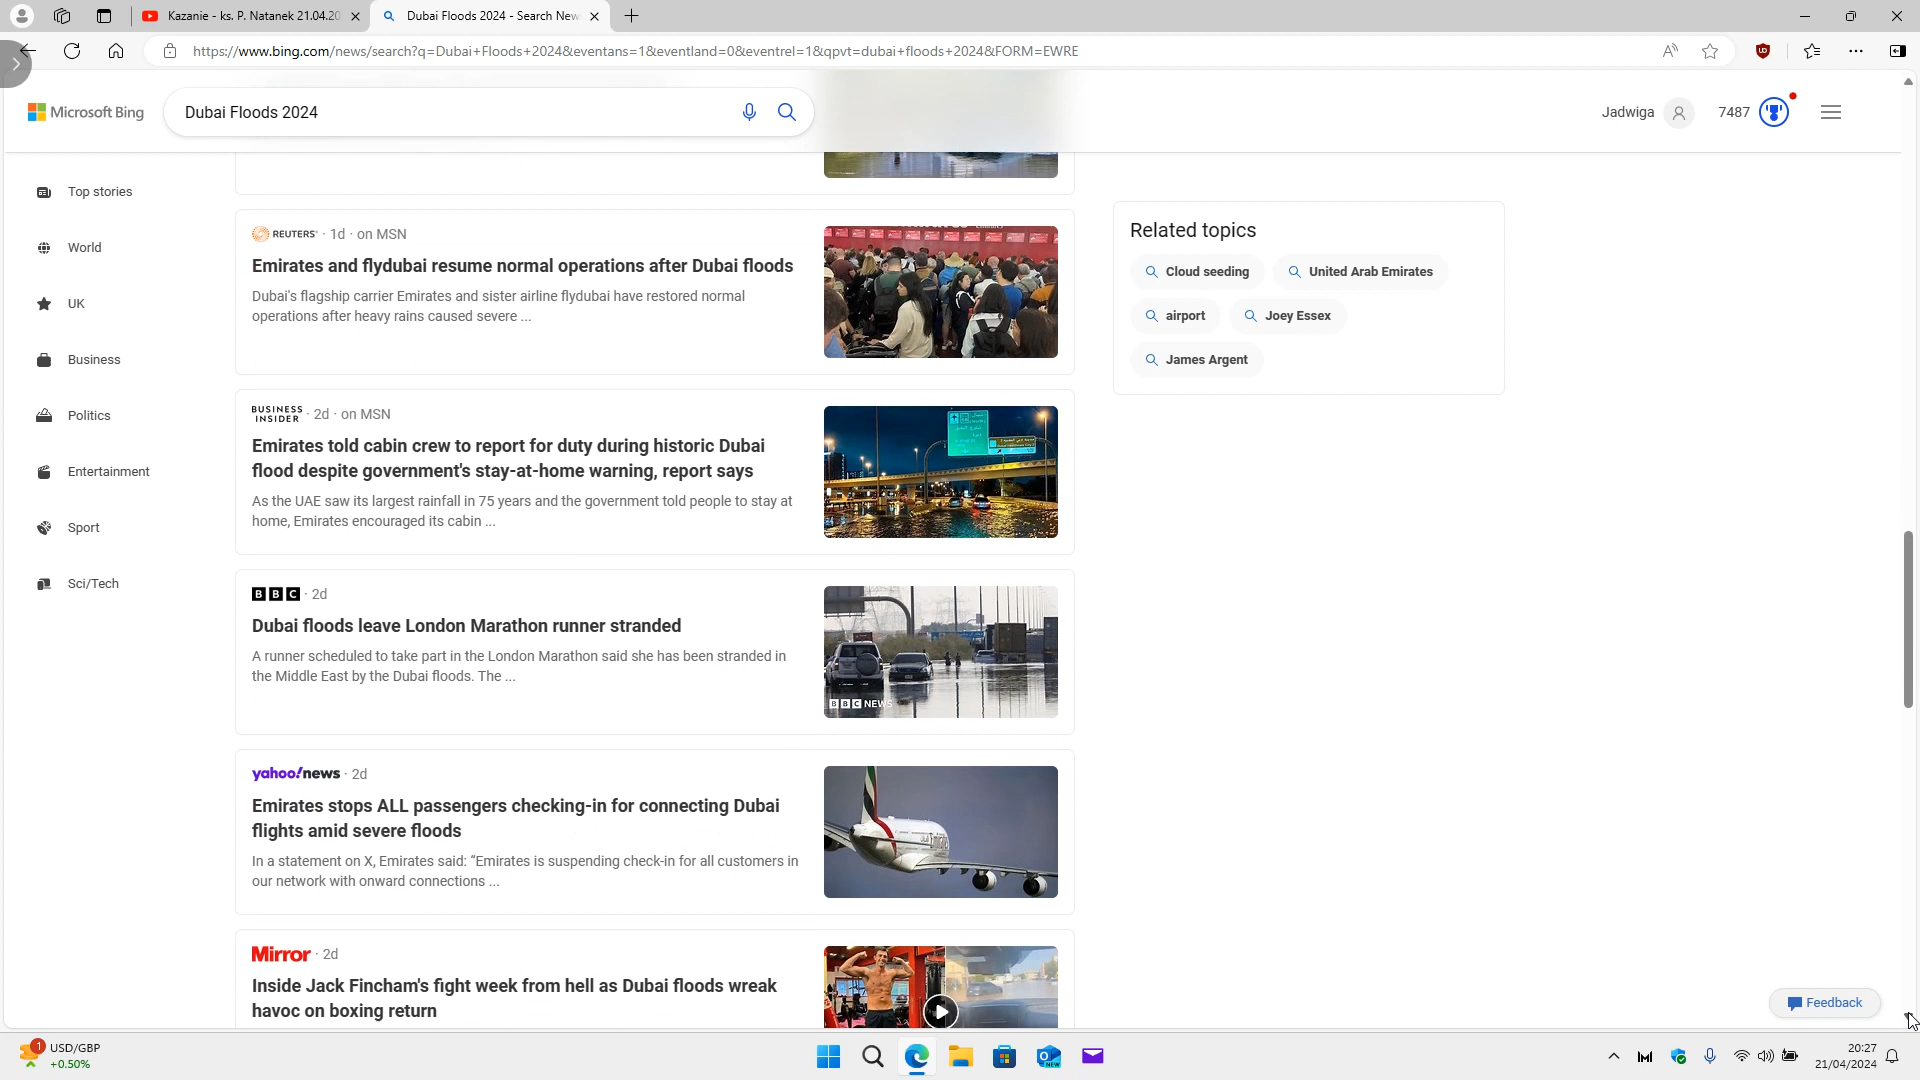 Kazanie - ks. P. Natanek 21.04.20
Dubai Floods 2024 - Search New
https://www.bing.com/news/search?q=Dubai+Floods+2024&eventans=1&eventland=0&eventrel=1&qpvt=dubai+floods+2024&FORM=EWRE
Microsoft Bing
Dubai Floods 2024
Jadwiga
7487
Top stories
World
UK
Business
Politics
Entertainment
Sport
Sci/Tech
REUTERS · 1d · on MSN
Emirates and flydubai resume normal operations after Dubai floods
Dubai's flagship carrier Emirates and sister airline flydubai have restored normal
operations after heavy rains caused severe ...
BUSINESS
INSIDER · 2d · on MSN
Emirates told cabin crew to report for duty during historic Dubai
flood despite government's stay-at-home warning, report says
As the UAE saw its largest rainfall in 75 years and the government told people to stay at
home, Emirates encouraged its cabin ...
BBC · 2d
Dubai floods leave London Marathon runner stranded
A runner scheduled to take part in the London Marathon said she has been stranded in
the Middle East by the Dubai floods. The ...
BBC NEWS
yahoo!news · 2d
Emirates stops ALL passengers checking-in for connecting Dubai
flights amid severe floods
In a statement on X, Emirates said: “Emirates is suspending check-in for all customers in
our network with onward connections ...
Mirror · 2d
Inside Jack Fincham's fight week from hell as Dubai floods wreak
havoc on boxing return
Related topics
Cloud seeding
United Arab Emirates
airport
Joey Essex
James Argent
Feedback
1
USD/GBP
+0.50%
20:27
21/04/2024